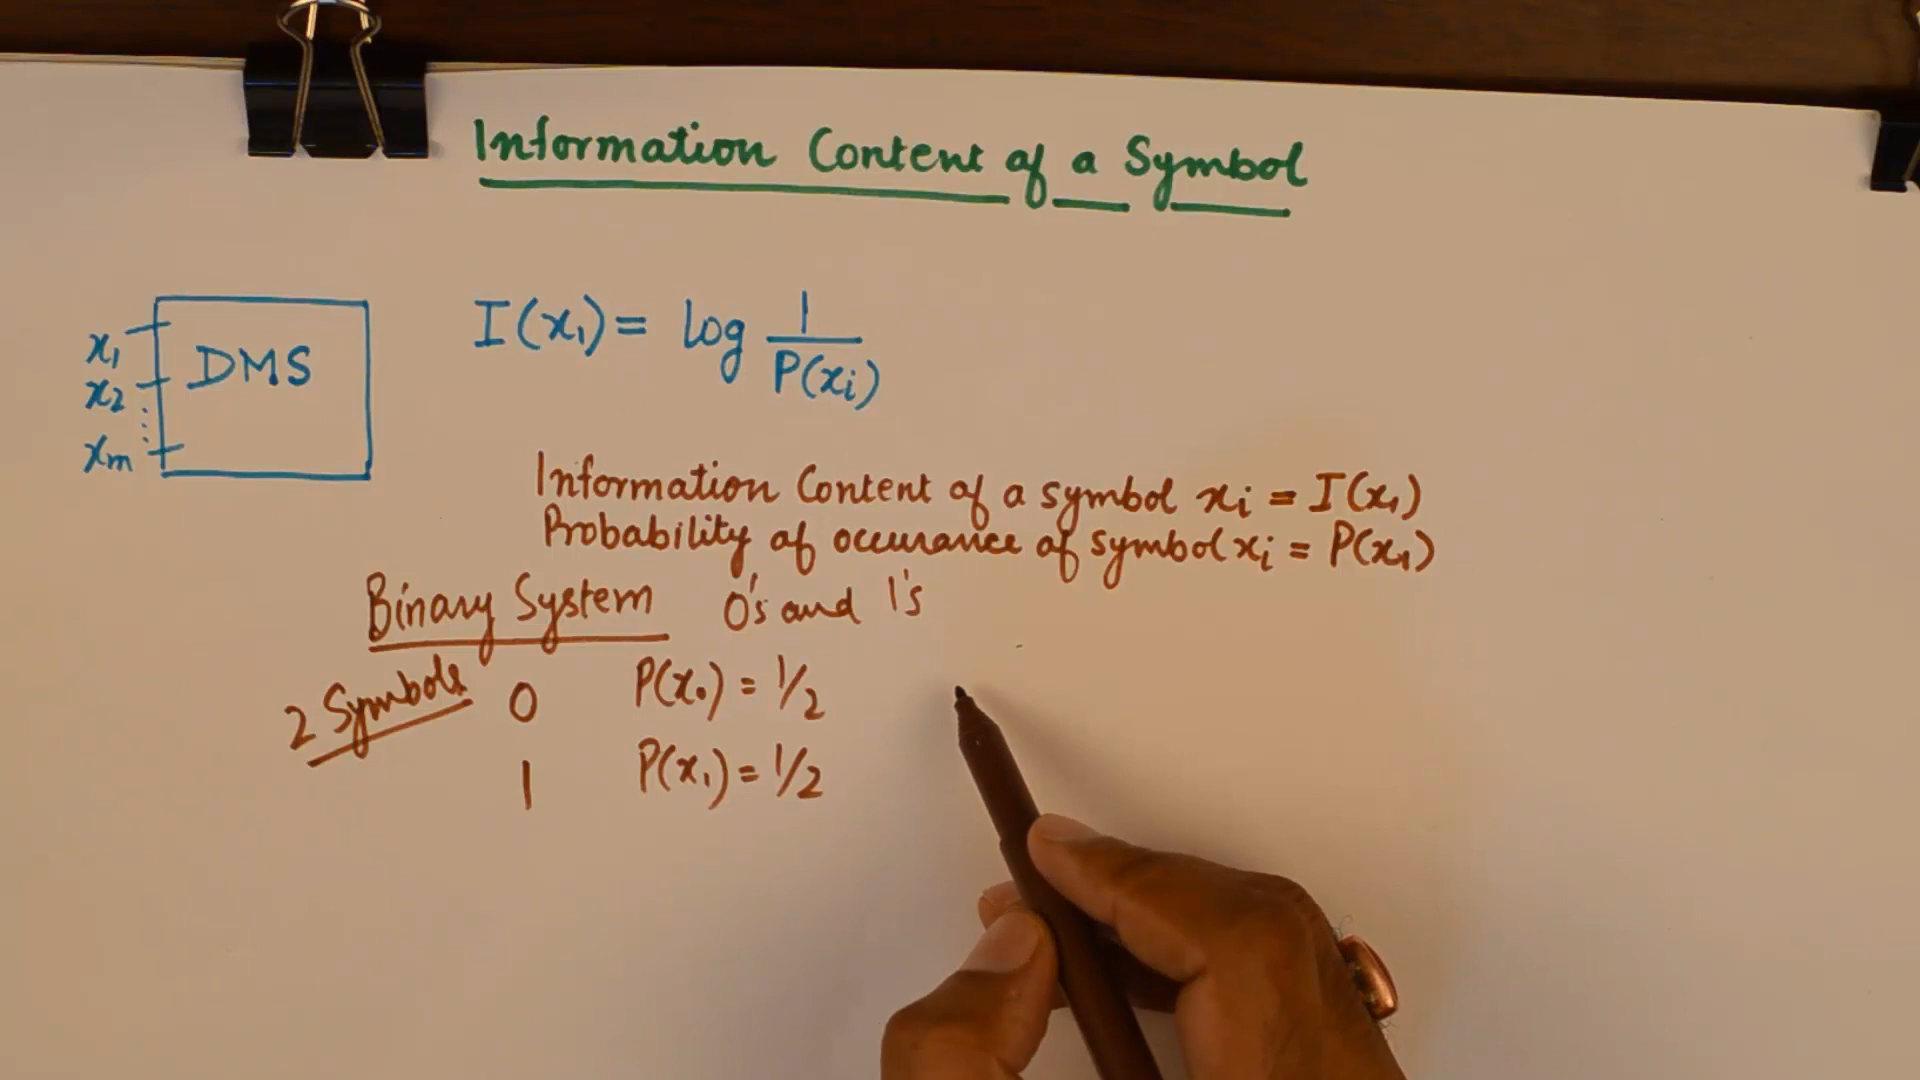 Information Content of a Symbol
x1
x2
xm
DMS
I(x1) = log 1/P(xi)
Information Content of a symbol xi = I(x1)
Probability of occurance of symbol xi = P(x1)
Binary System 0's and 1's
2 Symbols 0 P(x0) = 1/2
1 P(x1) = 1/2